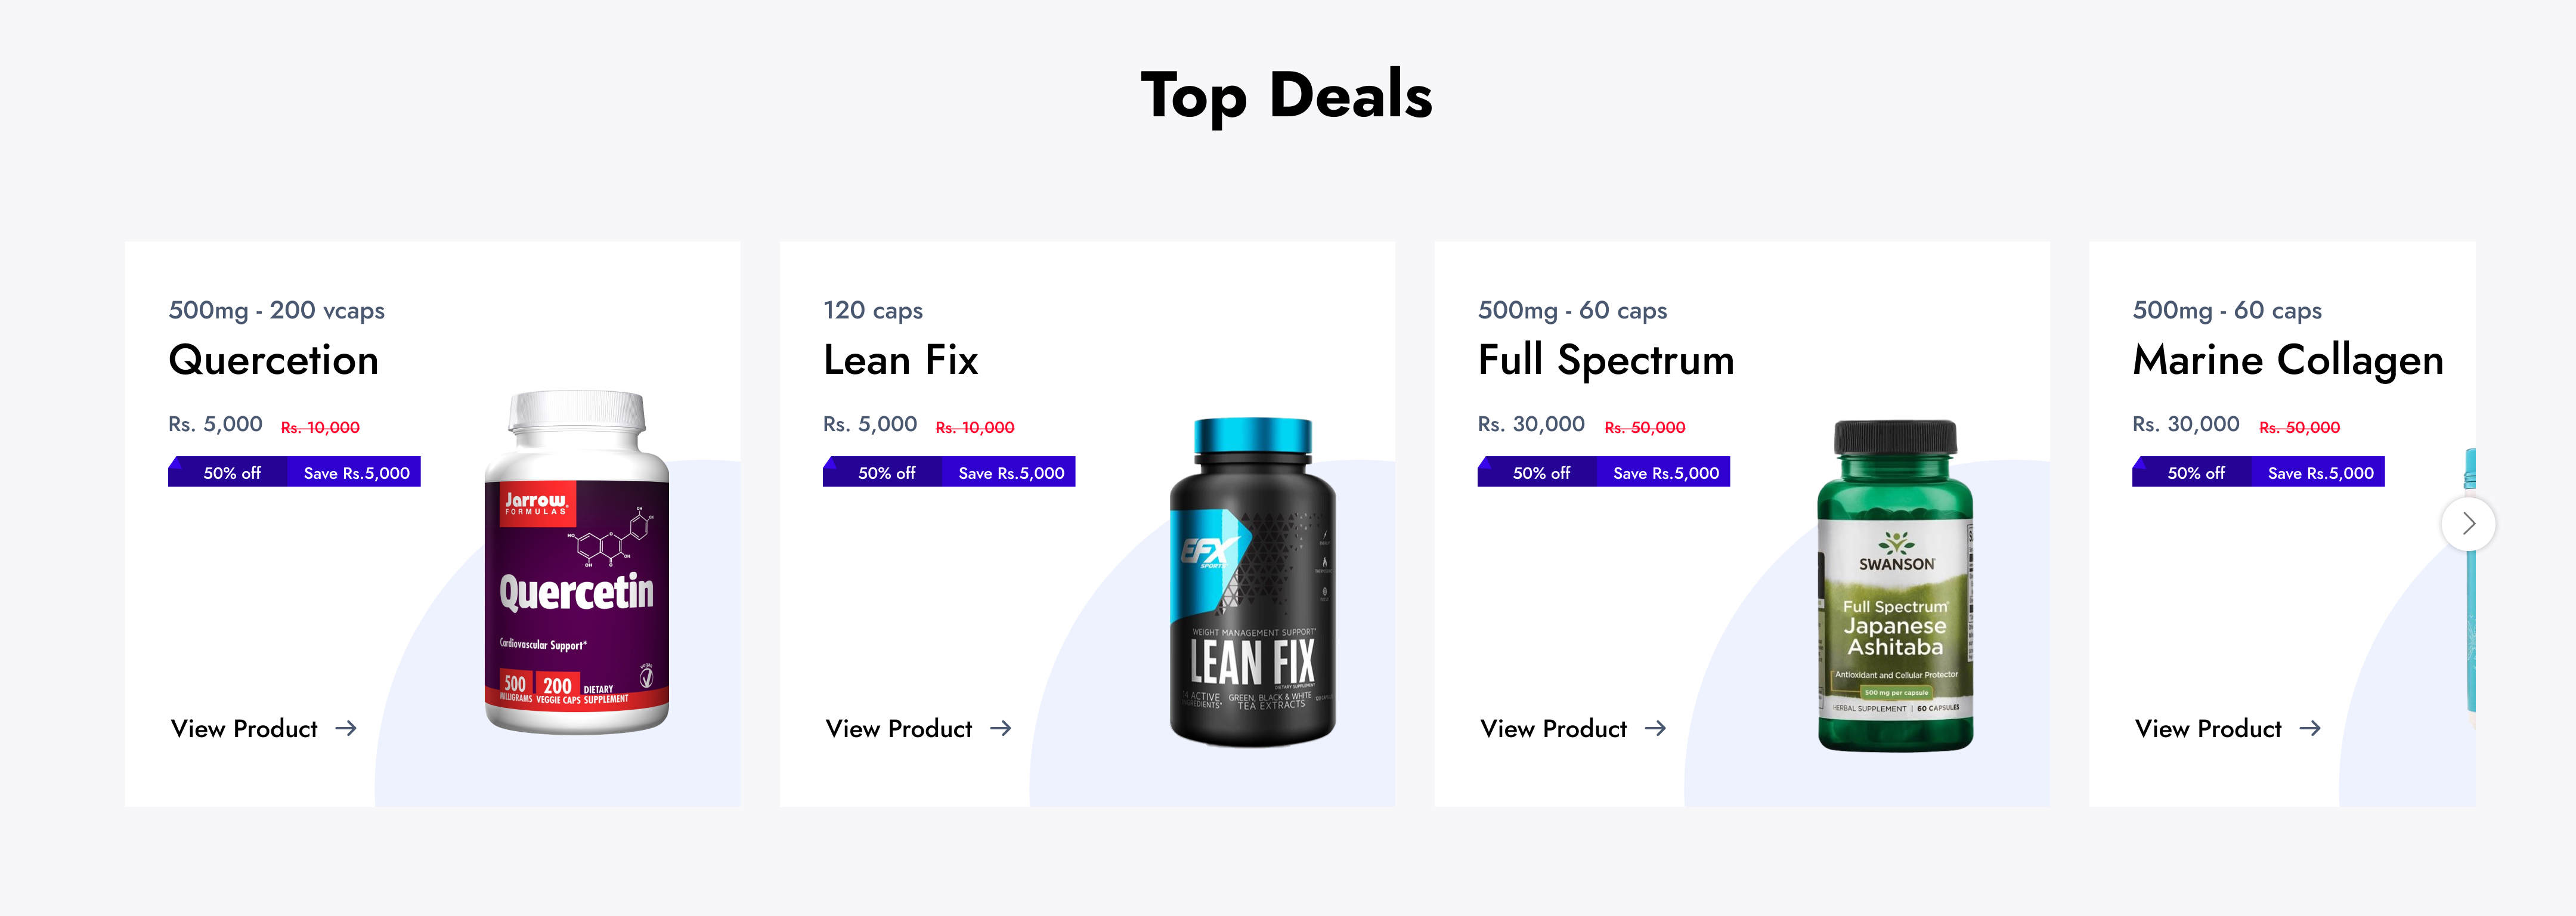 Top Deals
500mg - 200 vcaps
Quercetion
Rs. 5,000 Rs. 10,000
50% off Save Rs.5,000
Jarrow
FORMULAS
Quercetin
Cardiovascular Support*
500 MILLIGRAMS
200 VEGGIE CAPS
DIETARY SUPPLEMENT
View Product
120 caps
Lean Fix
Rs. 5,000 Rs. 10,000
50% off Save Rs.5,000
EFX
SPORTS
WEIGHT MANAGEMENT SUPPORT*
LEAN FIX
DIETARY SUPPLEMENT
14 ACTIVE INGREDIENTS*
GREEN, BLACK & WHITE
TEA EXTRACTS
View Product
500mg - 60 caps
Full Spectrum
Rs. 30,000 Rs. 50,000
50% off Save Rs.5,000
SWANSON
Full Spectrum
Japanese
Ashitaba
Antioxidant and Cellular Protector
500 mg per capsule
HERBAL SUPPLEMENT | 60 CAPSULES
View Product
500mg - 60 caps
Marine Collagen
Rs. 30,000 Rs. 50,000
50% off Save Rs.5,000
View Product